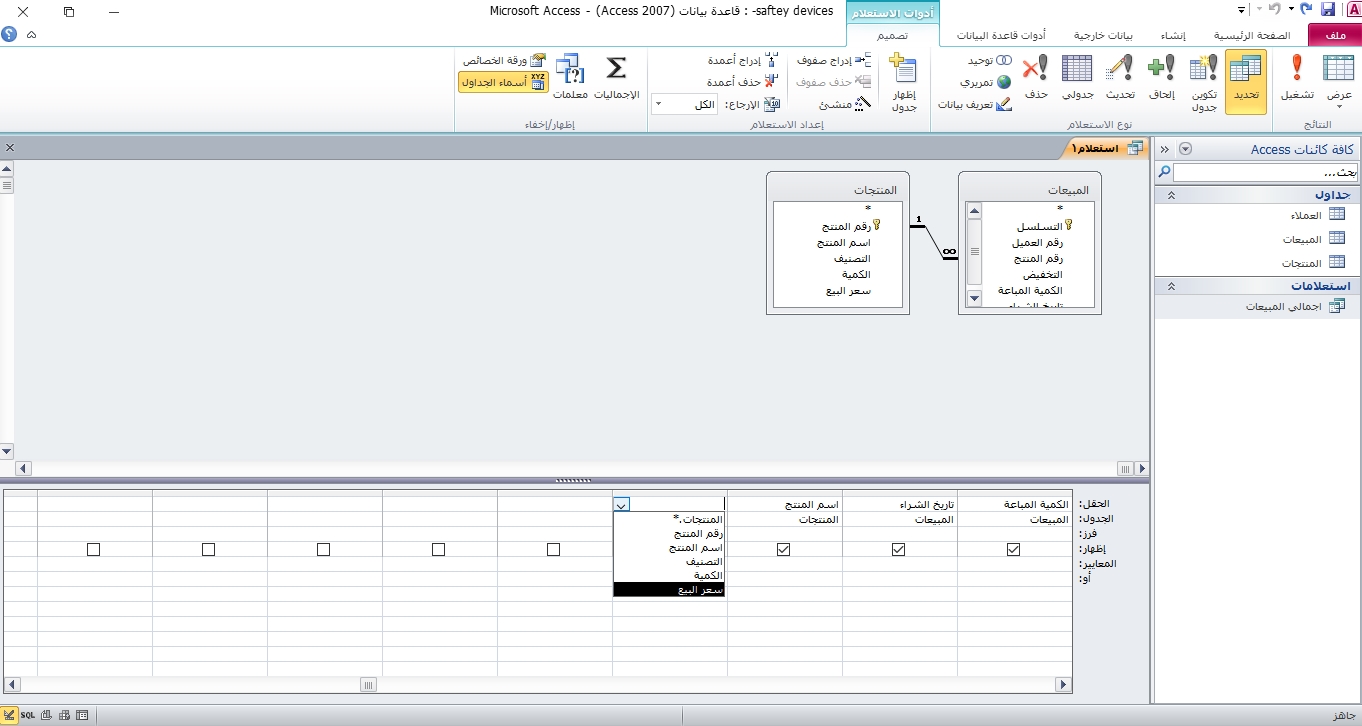 saftey devices- : قاعدة بيانات (Access 2007) - Microsoft Access
أدوات الاستعلام
ملف
الصفحة الرئيسية
إنشاء
بيانات خارجية
أدوات قاعدة البيانات
تصميم
عرض
تشغيل
النتائج
تحديد
تكوين جدول
إلحاق
تحديث
جدولي
حذف
توحيد
تمريري
تعريف بيانات
نوع الاستعلام
إظهار جدول
إدراج صفوف
حذف صفوف
منشئ
إدراج أعمدة
حذف أعمدة
الإرجاع: الكل
إعداد الاستعلام
الإجماليات
معلمات
ورقة الخصائص
أسماء الجداول
إظهار/إخفاء
كافة كائنات Access
بحث...
جداول
العملاء
المبيعات
المنتجات
استعلامات
اجمالي المبيعات
استعلام١
المبيعات
*
التسلسل
رقم العميل
رقم المنتج
التخفيض
الكمية المباعة
تاريخ الشراء
1
∞
المنتجات
*
رقم المنتج
اسم المنتج
التصنيف
الكمية
سعر البيع
الحقل: الكمية المباعة تاريخ الشراء اسم المنتج
الجدول: المبيعات المبيعات المنتجات
فرز:
إظهار:
المعايير:
أو:
المنتجات.*
رقم المنتج
اسم المنتج
التصنيف
الكمية
سعر البيع
جاهز
SQL